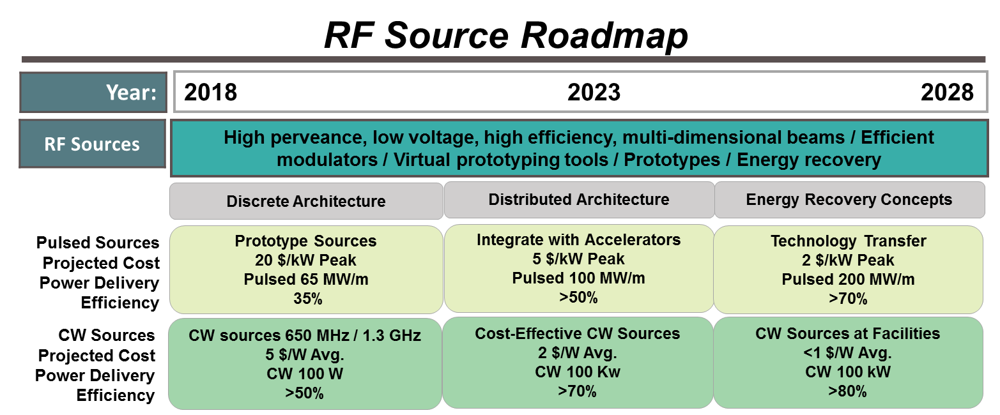 RF Source Roadmap
Year:
2018
2023
2028
RF Sources
High perveance, low voltage, high efficiency, multi-dimensional beams / Efficient
modulators / Virtual prototyping tools / Prototypes / Energy recovery
Discrete Architecture
Distributed Architecture
Energy Recovery Concepts
Pulsed Sources
Projected Cost
Power Delivery
Efficiency
Prototype Sources
20 $/kW Peak
Pulsed 65 MW/m
35%
Integrate with Accelerators
5 $/kW Peak
Pulsed 100 MW/m
>50%
Technology Transfer
2 $/kW Peak
Pulsed 200 MW/m
>70%
CW Sources
Projected Cost
Power Delivery
Efficiency
CW sources 650 MHz / 1.3 GHz
5 $/W Avg.
CW 100 W
>50%
Cost-Effective CW Sources
2 $/W Avg.
CW 100 Kw
>70%
CW Sources at Facilities
<1 $/W Avg.
CW 100 kW
>80%